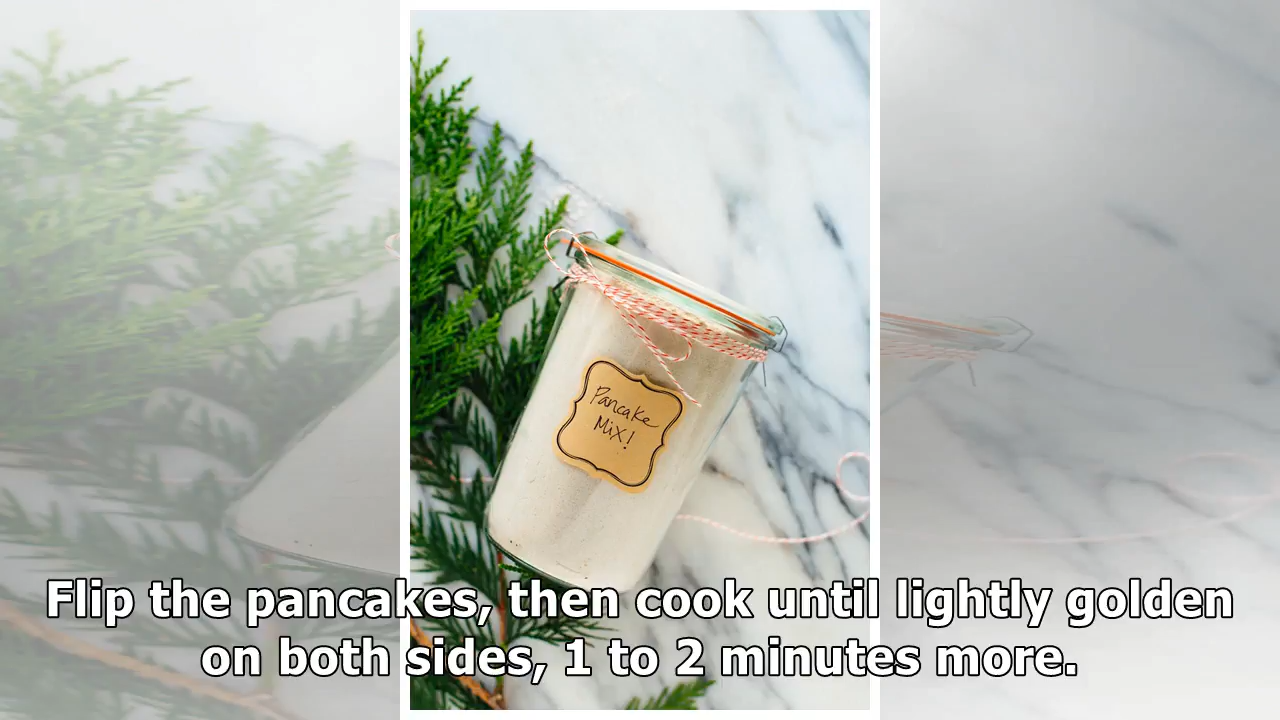 Pancake
Mix!
Flip the pancakes, then cook until lightly golden
on both sides, 1 to 2 minutes more.